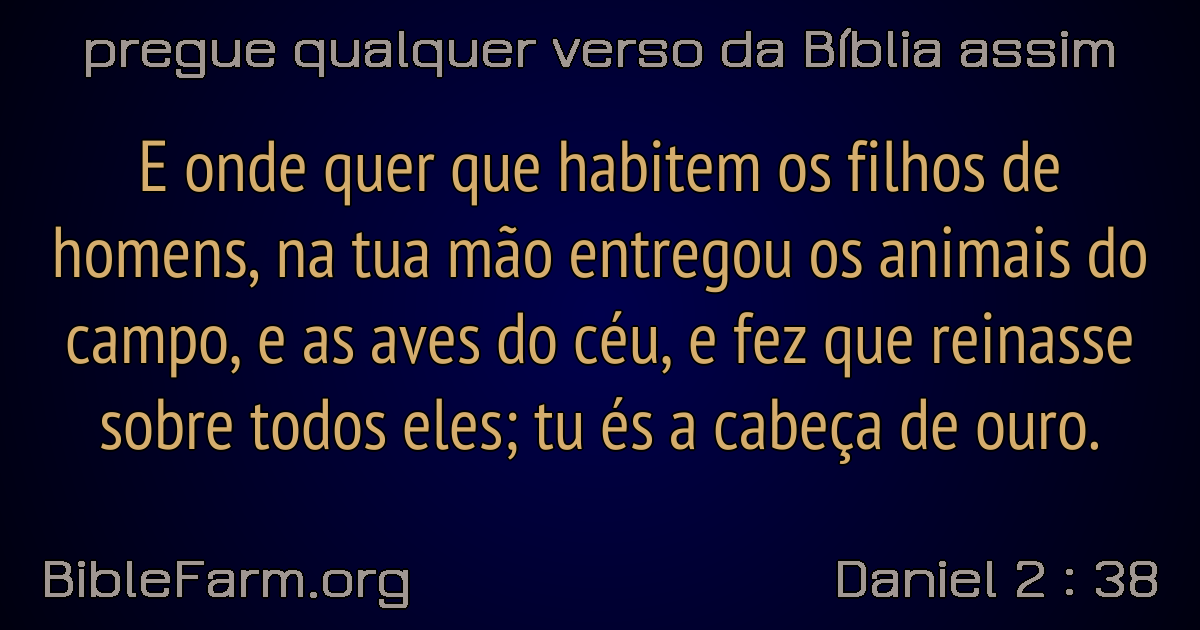 pregue qualquer verso da Bíblia assim
E onde quer que habitem os filhos de
homens, na tua mão entregou os animais do
campo, e as aves do céu, e fez que reinasse
sobre todos eles; tu és a cabeça de ouro.
BibleFarm.org
Daniel 2 : 38